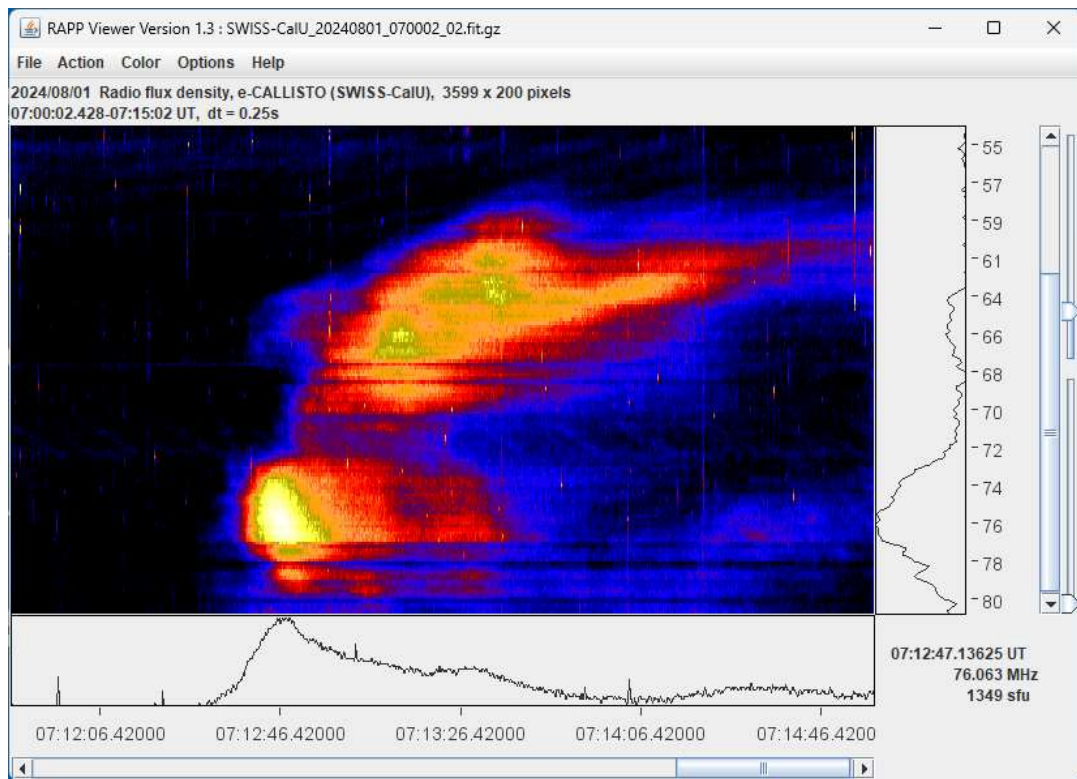 RAPP Viewer Version 1.3 : SWISS-CalU_20240801_070002_02.fit.gz
File Action Color Options Help
2024/08/01 Radio flux density, e-CALLISTO (SWISS-CalU), 3599 x 200 pixels
07:00:02.428-07:15:02 UT, dt = 0.25s
55
57
59
61
64
66
68
70
72
74
76
78
80
07:12:47.13625 UT
76.063 MHz
1349 sfu
07:12:06.42000 07:12:46.42000 07:13:26.42000 07:14:06.42000 07:14:46.4200